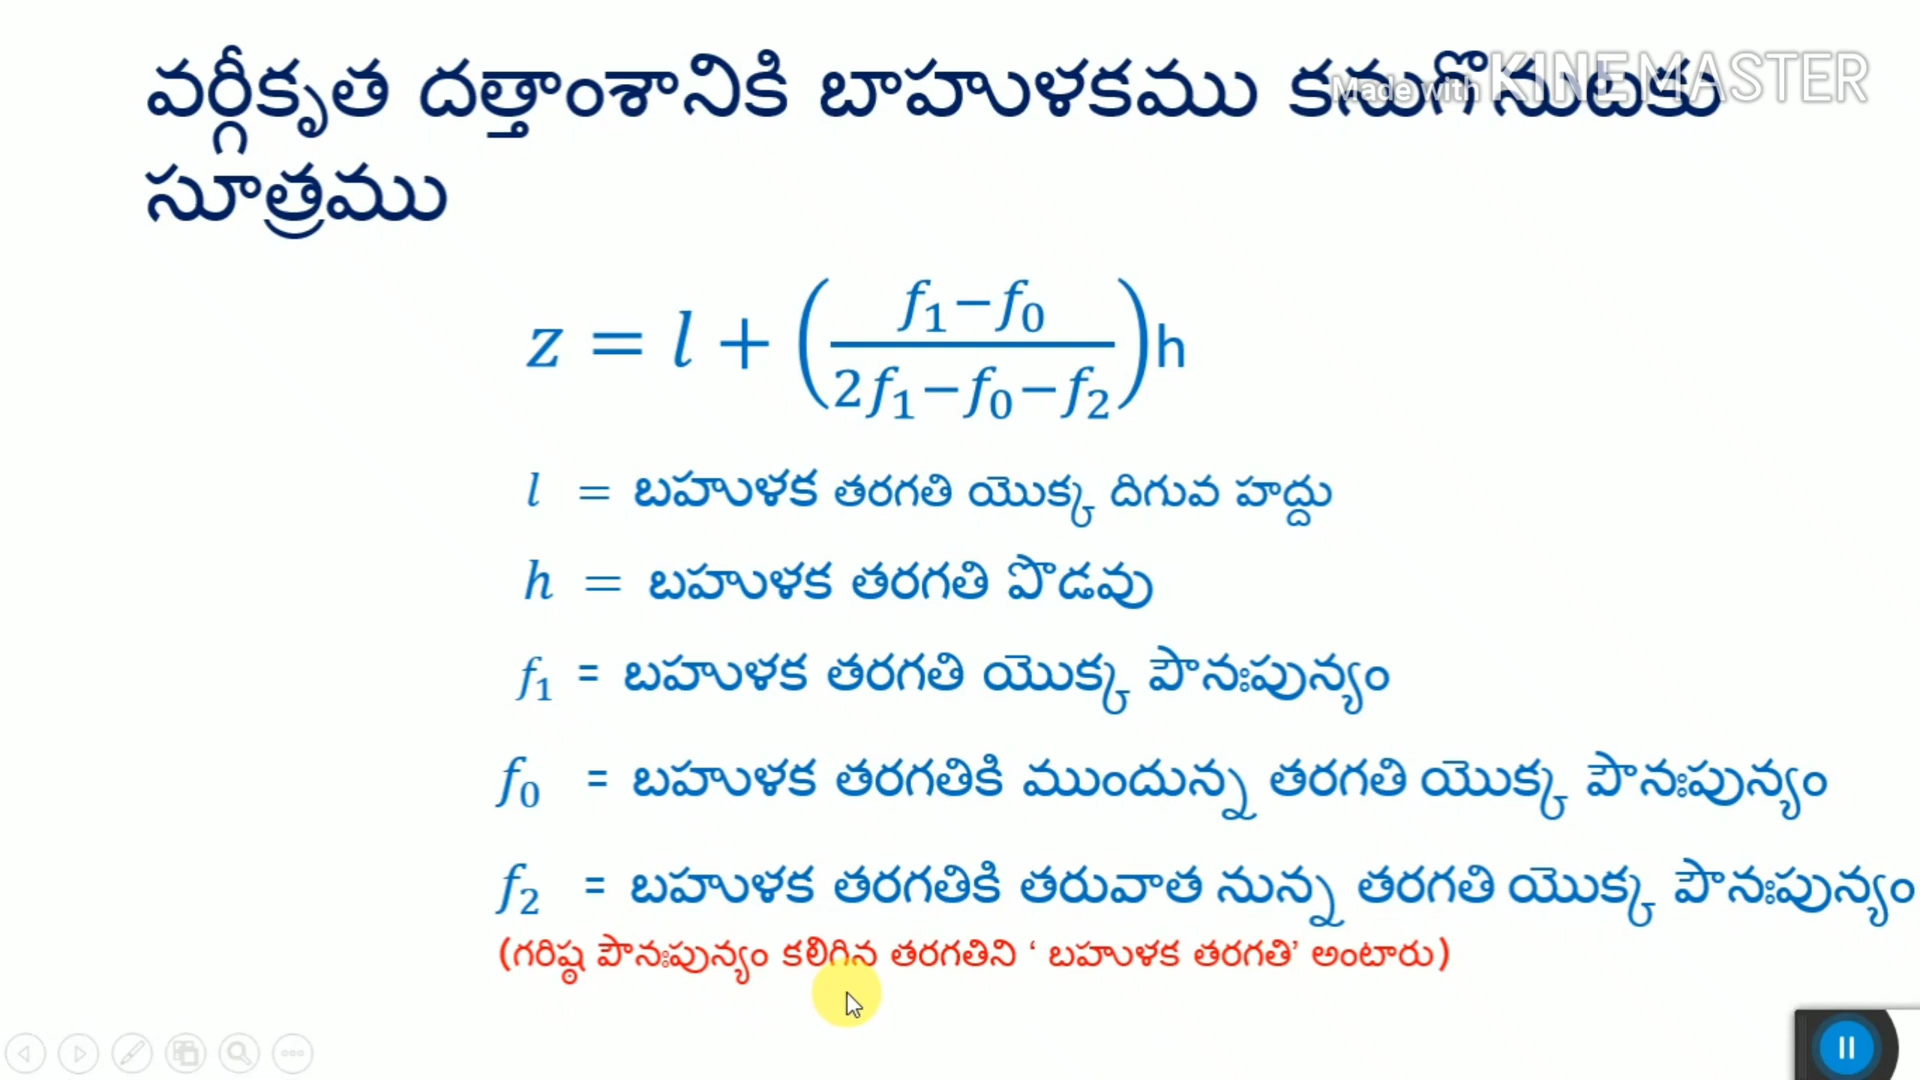 వర్గీకృత దత్తాంశానికి బాహుళకము కనుగొనుటకు
Made with KINEMASTER
సూత్రము
z = l + (f₁−f₀ / 2f₁−f₀−f₂)h
l = బహుళక తరగతి యొక్క దిగువ హద్దు
h = బహుళక తరగతి పొడవు
f₁ = బహుళక తరగతి యొక్క పౌనఃపున్యం
f₀ = బహుళక తరగతికి ముందున్న తరగతి యొక్క పౌనఃపున్యం
f₂ = బహుళక తరగతికి తరువాత నున్న తరగతి యొక్క పౌనఃపున్యం
(గరిష్ఠ పౌనఃపున్యం కలిగిన తరగతిని ‘ బహుళక తరగతి’ అంటారు)